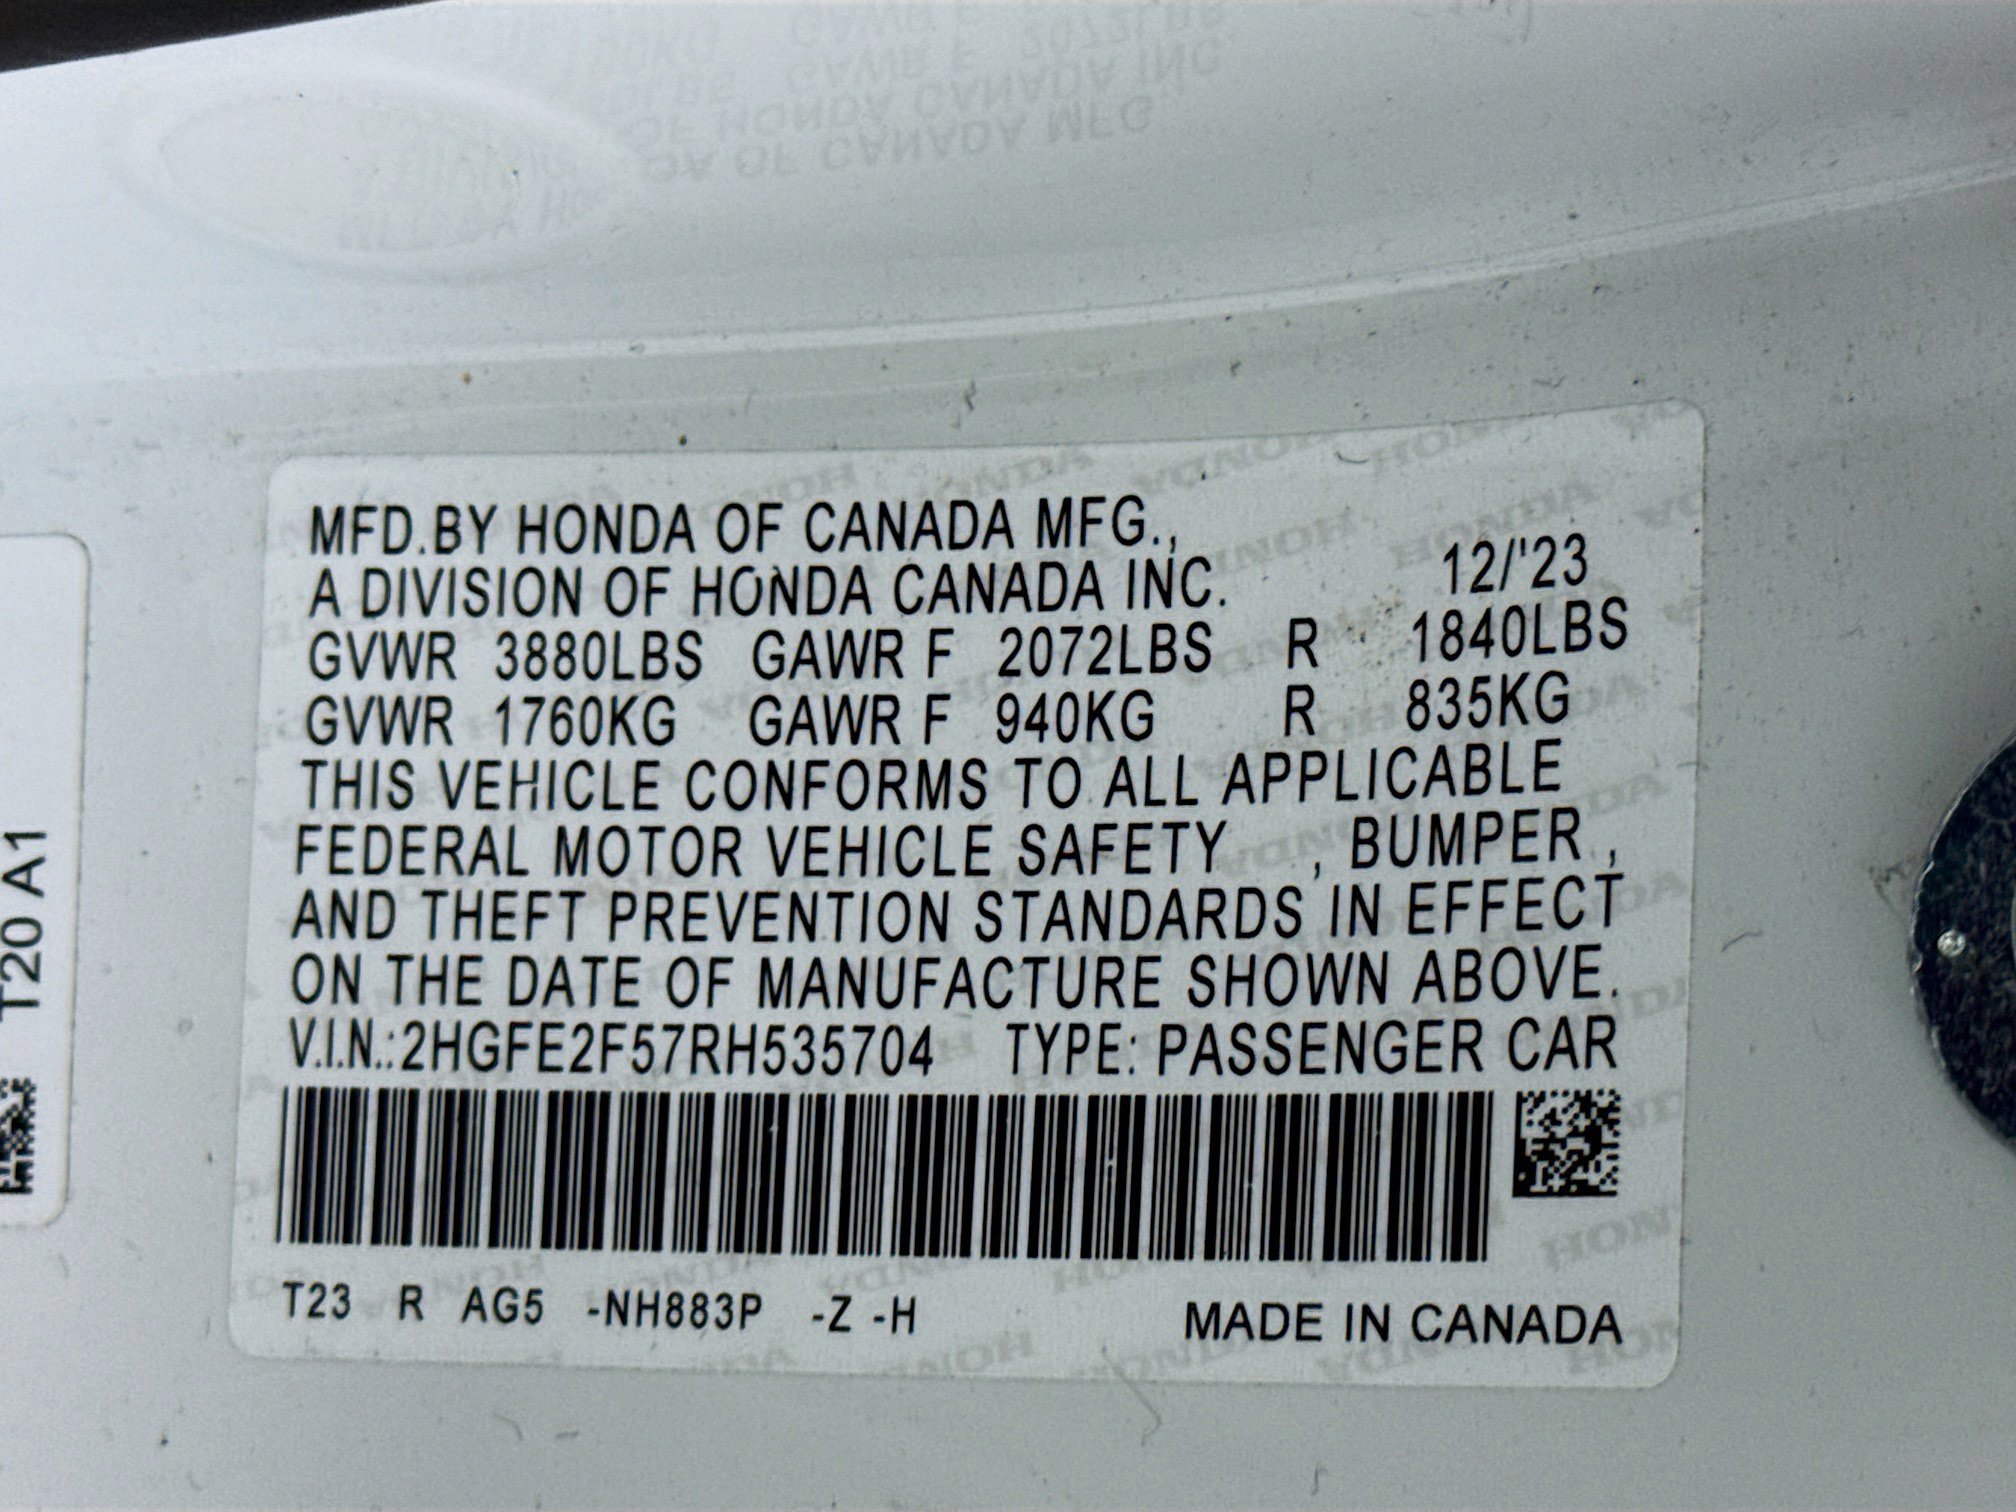 MFD.BY HONDA OF CANADA MFG.,
A DIVISION OF HONDA CANADA INC. 12/'23
GVWR 3880LBS GAWR F 2072LBS R 1840LBS
GVWR 1760KG GAWR F 940KG R 835KG
THIS VEHICLE CONFORMS TO ALL APPLICABLE
FEDERAL MOTOR VEHICLE SAFETY , BUMPER ,
AND THEFT PREVENTION STANDARDS IN EFFECT
ON THE DATE OF MANUFACTURE SHOWN ABOVE.
V.I.N.:2HGFE2F57RH535704 TYPE: PASSENGER CAR
T23 R AG5 -NH883P -Z -H MADE IN CANADA
T20 A1